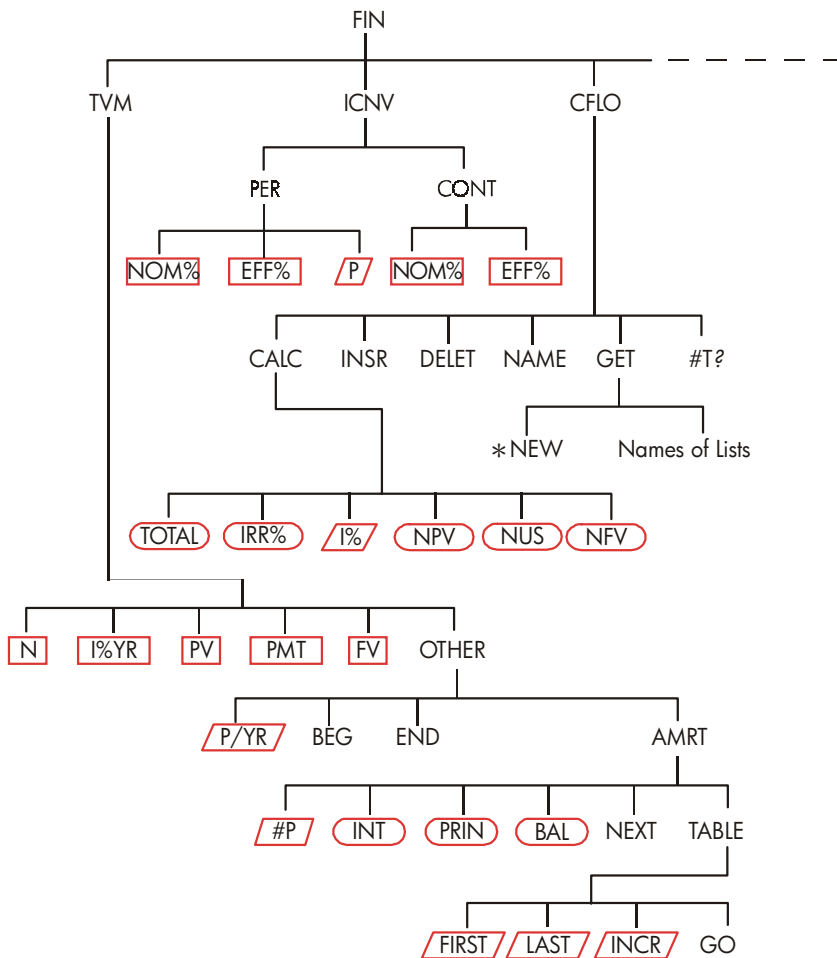 FIN
TVM ICNV CFLO
PER CONT
NOM% EFF% P NOM% EFF%
CALC INSR DELET NAME GET #T?
*NEW Names of Lists
TOTAL IRR% I% NPV NUS NFV
N I%YR PV PMT FV OTHER
P/YR BEG END AMRT
#P INT PRIN BAL NEXT TABLE
FIRST LAST INCR GO